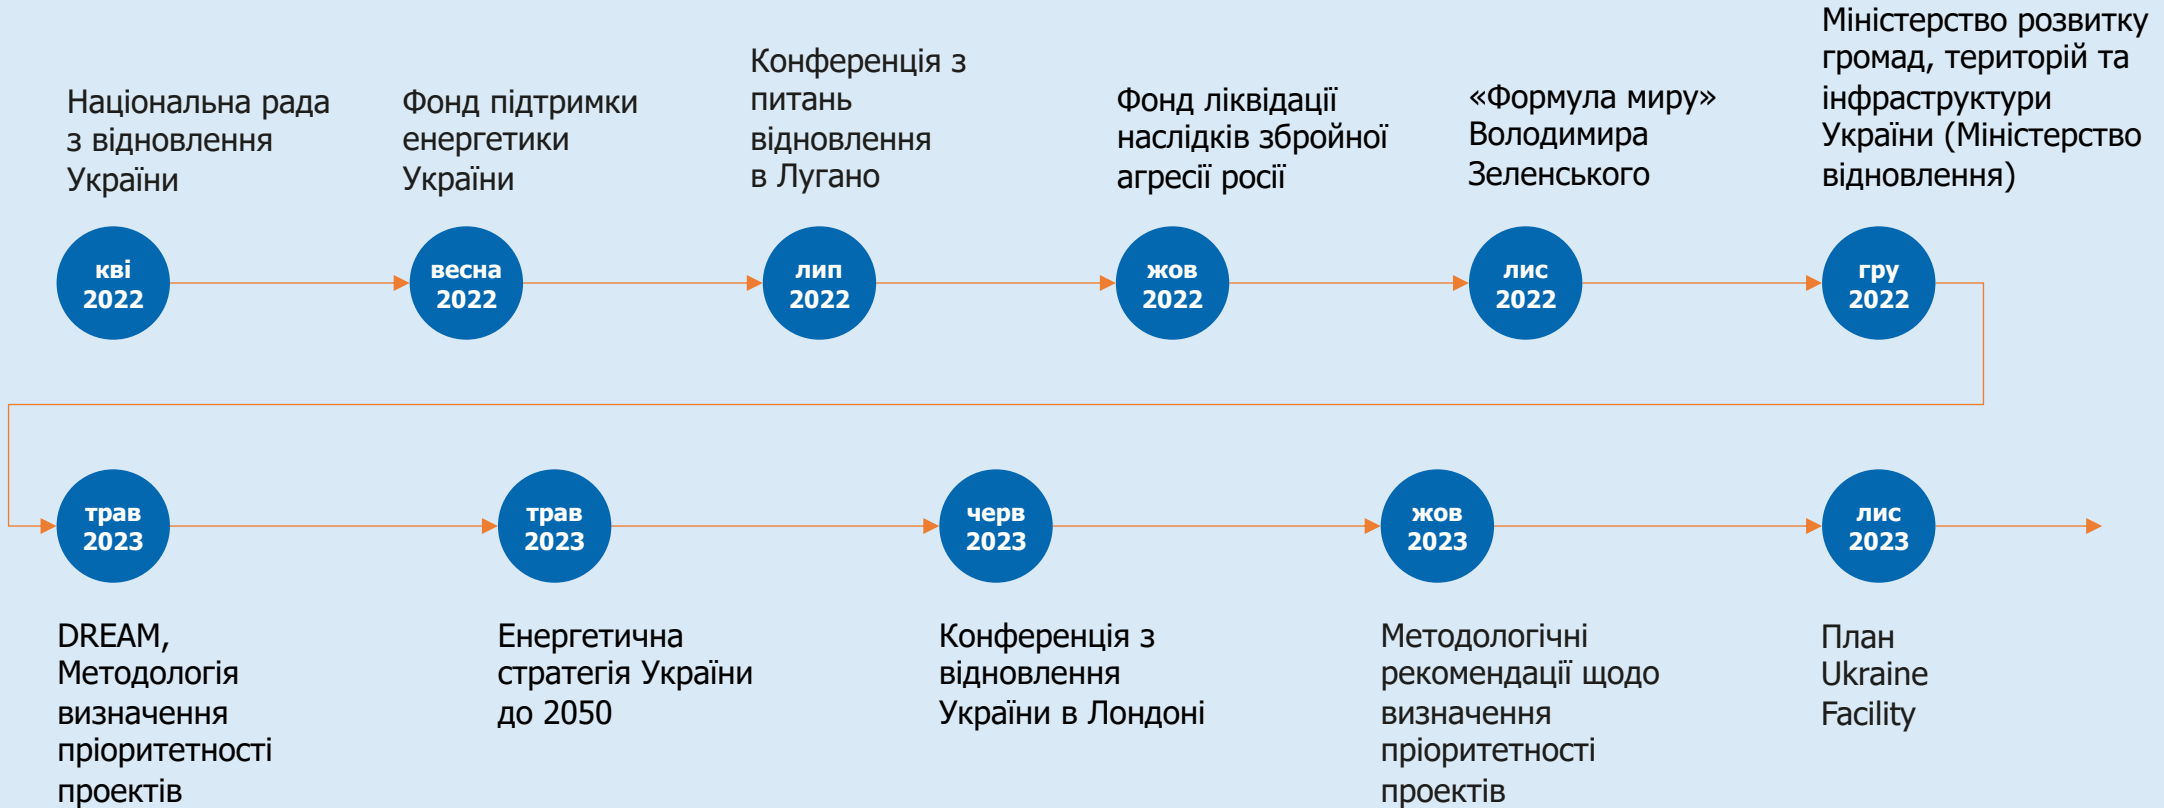 Національна рада
з відновлення
України
Фонд підтримки
енергетики
України
Конференція з
питань
відновлення
в Лугано
Фонд ліквідації
наслідків збройної
агресії росії
«Формула миру»
Володимира
Зеленського
Міністерство розвитку
громад, територій та
інфраструктури
України (Міністерство
відновлення)
кві
2022
весна
2022
лип
2022
жов
2022
лис
2022
гру
2022
трав
2023
трав
2023
черв
2023
жов
2023
лис
2023
DREAM,
Методологія
визначення
пріоритетності
проектів
Енергетична
стратегія України
до 2050
Конференція з
відновлення
України в Лондоні
Методологічні
рекомендації щодо
визначення
пріоритетності
проектів
План
Ukraine
Facility